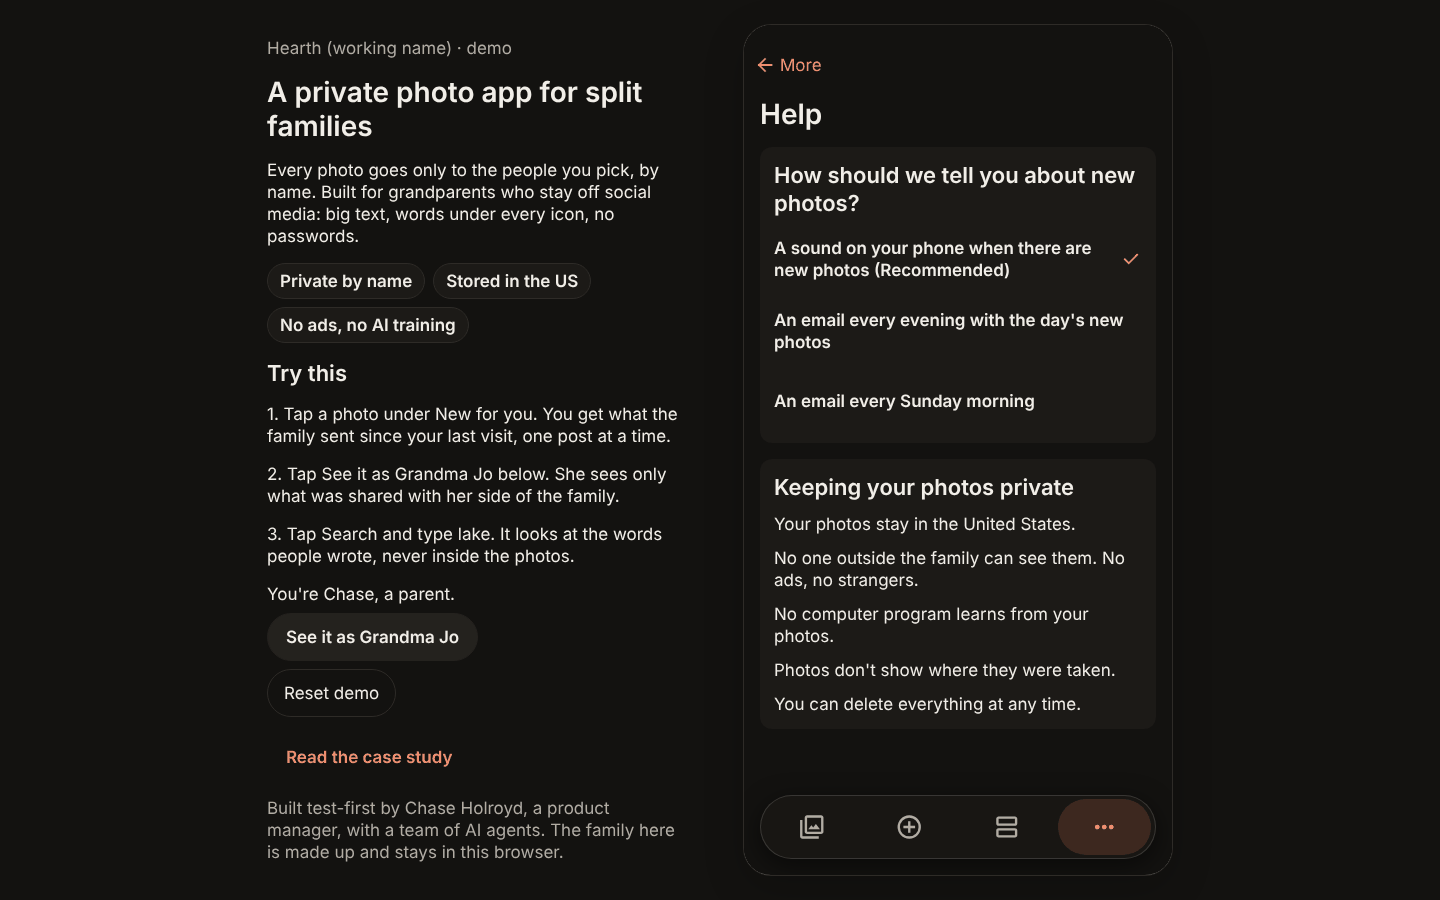 Hearth (working name) · demo
A private photo app for split
families
Every photo goes only to the people you pick, by
name. Built for grandparents who stay off social
media: big text, words under every icon, no
passwords.
Private by name
Stored in the US
No ads, no AI training
Try this
1. Tap a photo under New for you. You get what the
family sent since your last visit, one post at a time.
2. Tap See it as Grandma Jo below. She sees only
what was shared with her side of the family.
3. Tap Search and type lake. It looks at the words
people wrote, never inside the photos.
You're Chase, a parent.
See it as Grandma Jo
Reset demo
Read the case study
Built test-first by Chase Holroyd, a product
manager, with a team of AI agents. The family here
is made up and stays in this browser.
More
Help
How should we tell you about new
photos?
A sound on your phone when there are
new photos (Recommended)
An email every evening with the day's new
photos
An email every Sunday morning
Keeping your photos private
Your photos stay in the United States.
No one outside the family can see them. No
ads, no strangers.
No computer program learns from your
photos.
Photos don't show where they were taken.
You can delete everything at any time.